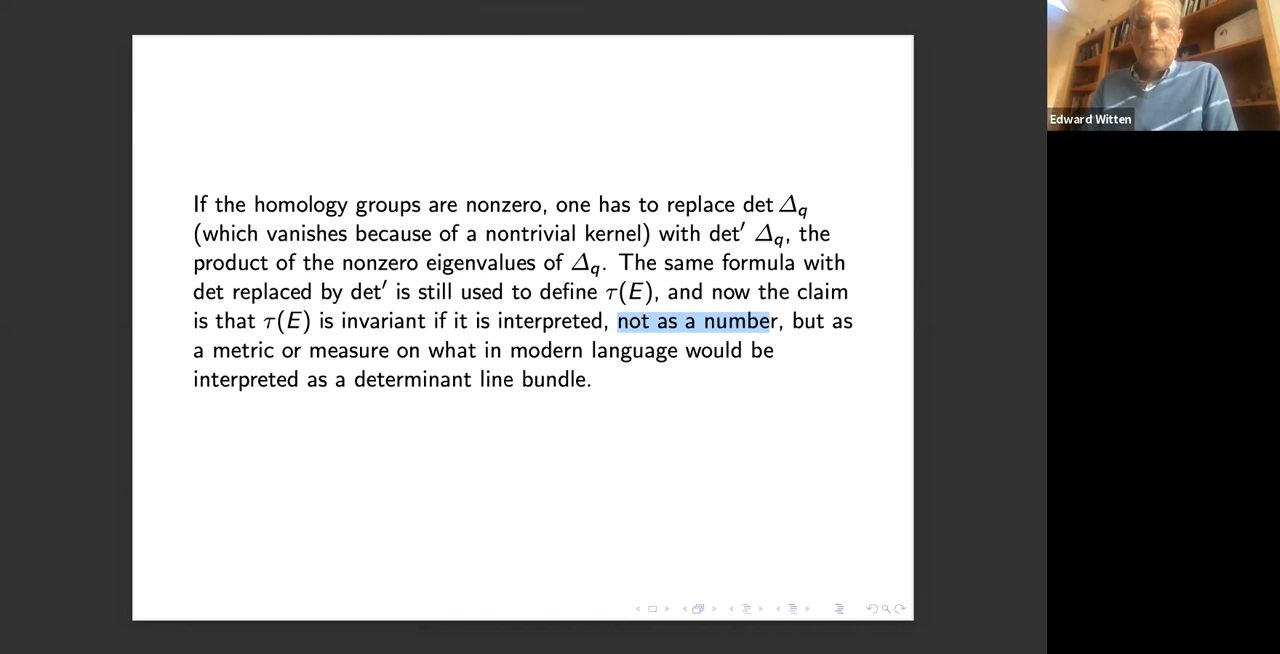 If the homology groups are nonzero, one has to replace det Δq
(which vanishes because of a nontrivial kernel) with det′ Δq, the
product of the nonzero eigenvalues of Δq. The same formula with
det replaced by det′ is still used to define τ(E), and now the claim
is that τ(E) is invariant if it is interpreted, not as a number, but as
a metric or measure on what in modern language would be
interpreted as a determinant line bundle.
Edward Witten